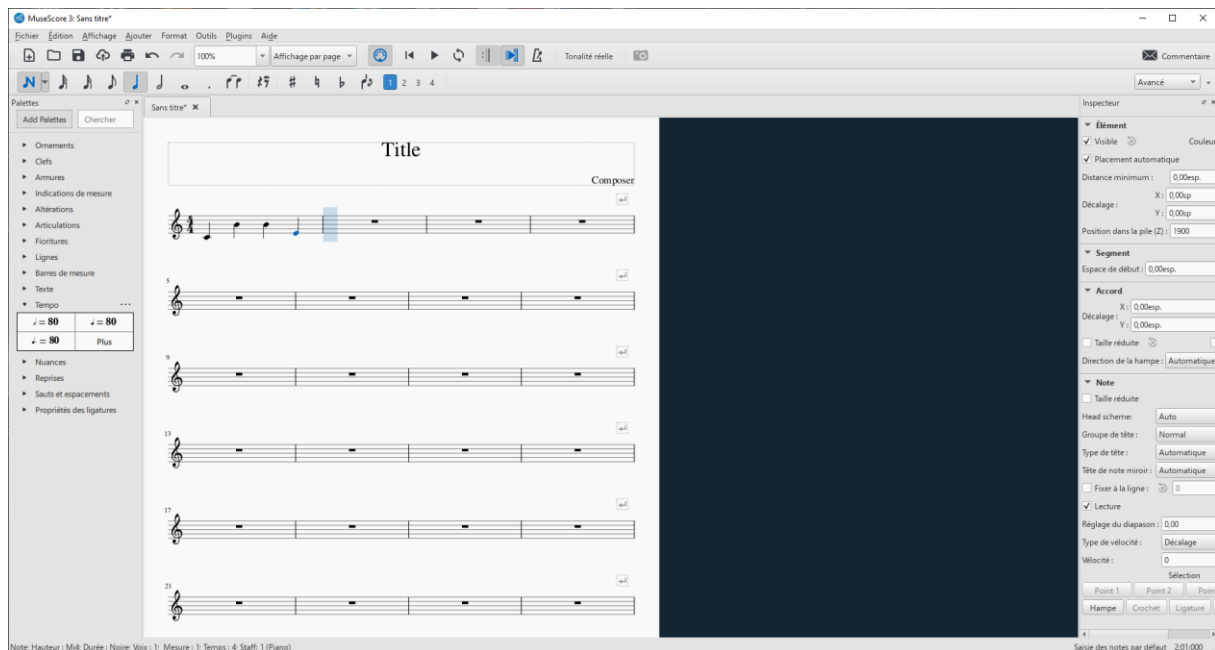 MuseScore 3: Sans titre*
Fichier Édition Affichage Ajouter Format Outils Plugins Aide
100% Affichage par page Tonalité réelle Commentaire
1 2 3 4 Avancé
Palettes
Add Palettes Chercher
Ornements
Clefs
Armures
Indications de mesure
Altérations
Articulations
Fioritures
Lignes
Barres de mesure
Texte
Tempo ...
= 80 = 80
= 80 Plus
Nuances
Reprises
Sauts et espacements
Propriétés des ligatures
Sans titre*
Title
Composer
4
4
5
9
13
17
21
Inspecteur
Élément
Visible Couleur
Placement automatique
Distance minimum : 0,00esp.
X : 0,00sp
Décalage :
Y : 0,00sp
Position dans la pile (Z) : 1900
Segment
Espace de début : 0,00esp.
Accord
X : 0,00esp.
Décalage :
Y : 0,00esp.
Taille réduite
Direction de la hampe : Automatique
Note
Taille réduite
Head scheme: Auto
Groupe de tête : Normal
Type de tête : Automatique
Tête de note miroir : Automatique
Fixer à la ligne : 0
Lecture
Réglage du diapason : 0,00
Type de vélocité : Décalage
Vélocité : 0
Sélection
Point 1 Point 2 Poin
Hampe Crochet Ligature
Note: Hauteur : Mi4: Durée : Noire: Voix : 1; Mesure : 1; Temps : 4; Staff: 1 (Piano)
Saisie des notes par défaut 2:01:000